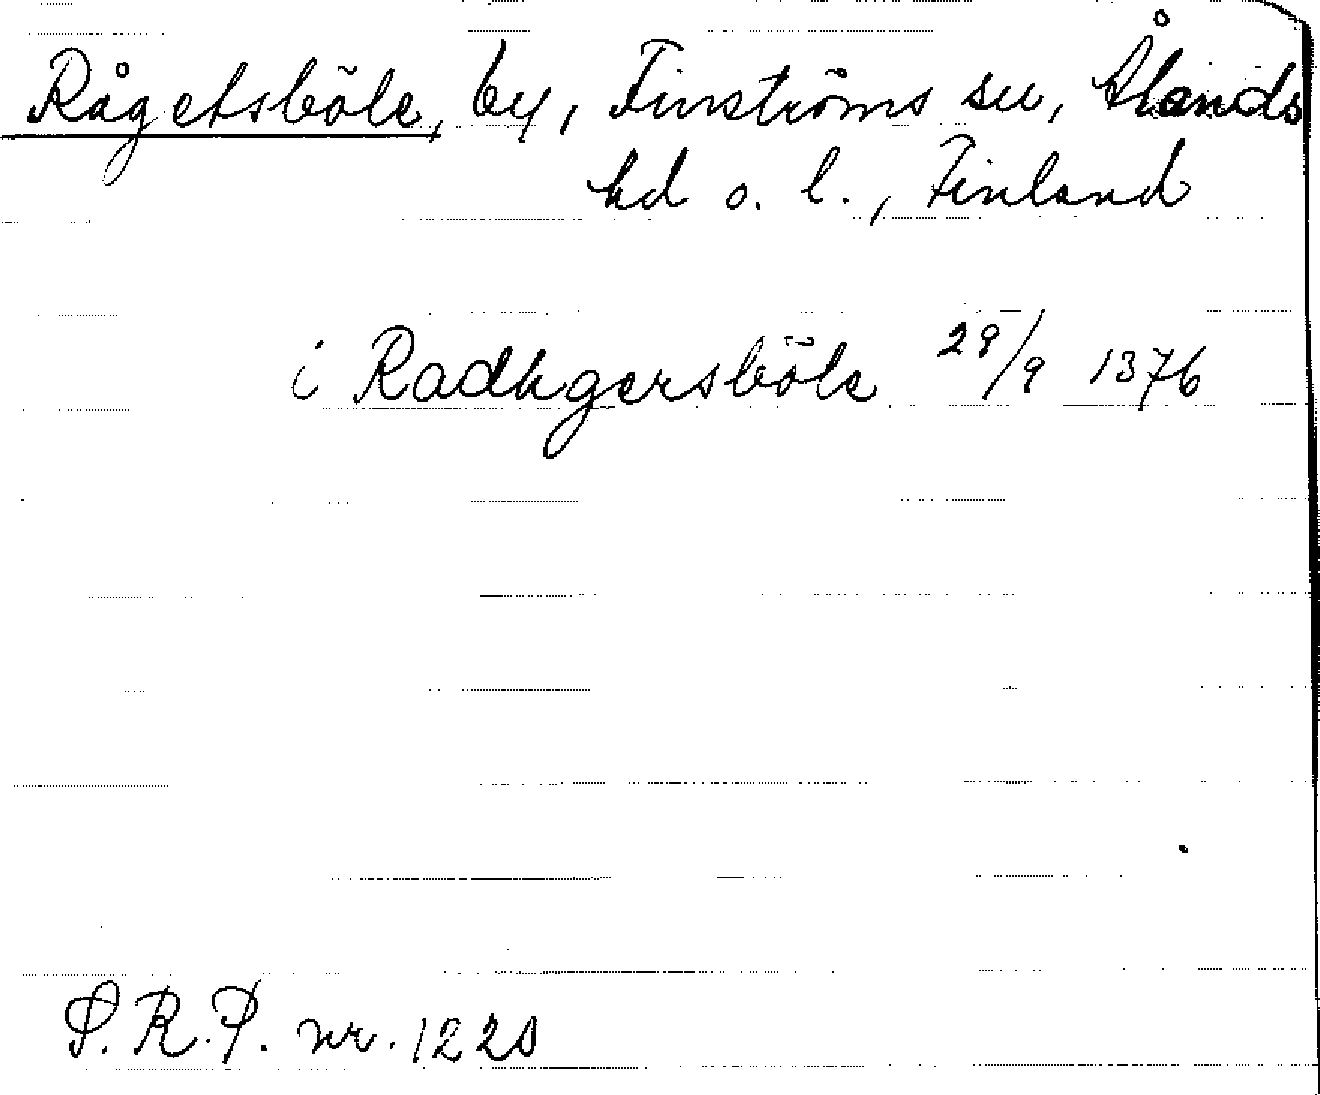 Rågetsböle, by, Finströms sn, Ålands
hd o. l., Finland
i Radhgersböle 29/9 1376
S.R.P. nr. 1220